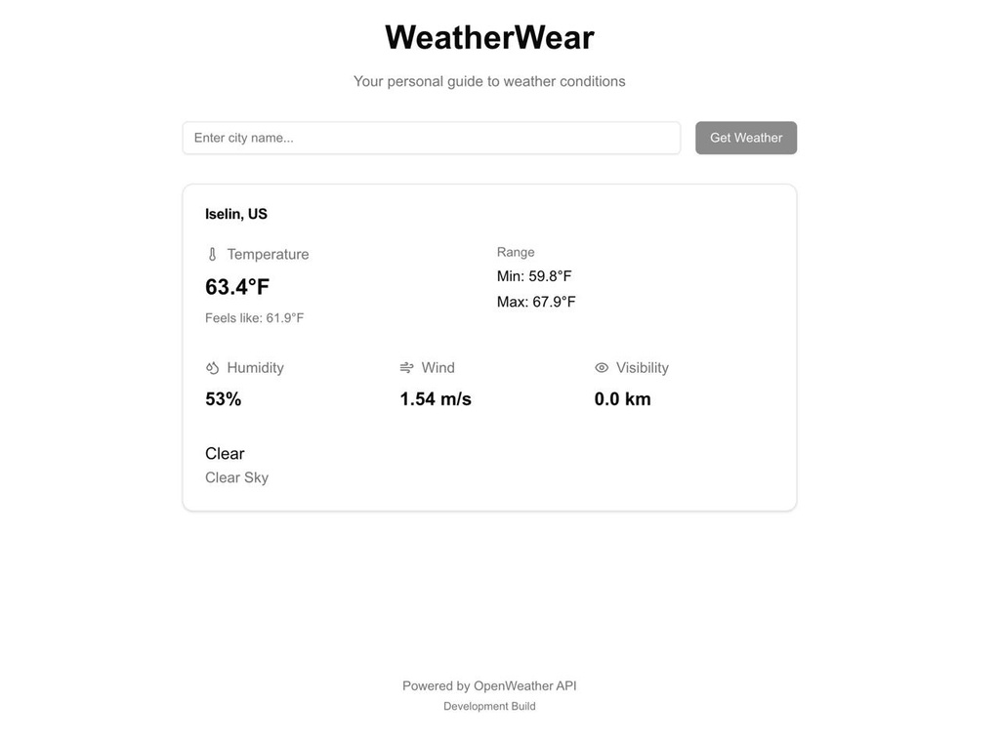 WeatherWear
Your personal guide to weather conditions
Enter city name...
Get Weather
Iselin, US
Temperature
63.4°F
Feels like: 61.9°F
Range
Min: 59.8°F
Max: 67.9°F
Humidity
53%
Wind
1.54 m/s
Visibility
0.0 km
Clear
Clear Sky
Powered by OpenWeather API
Development Build